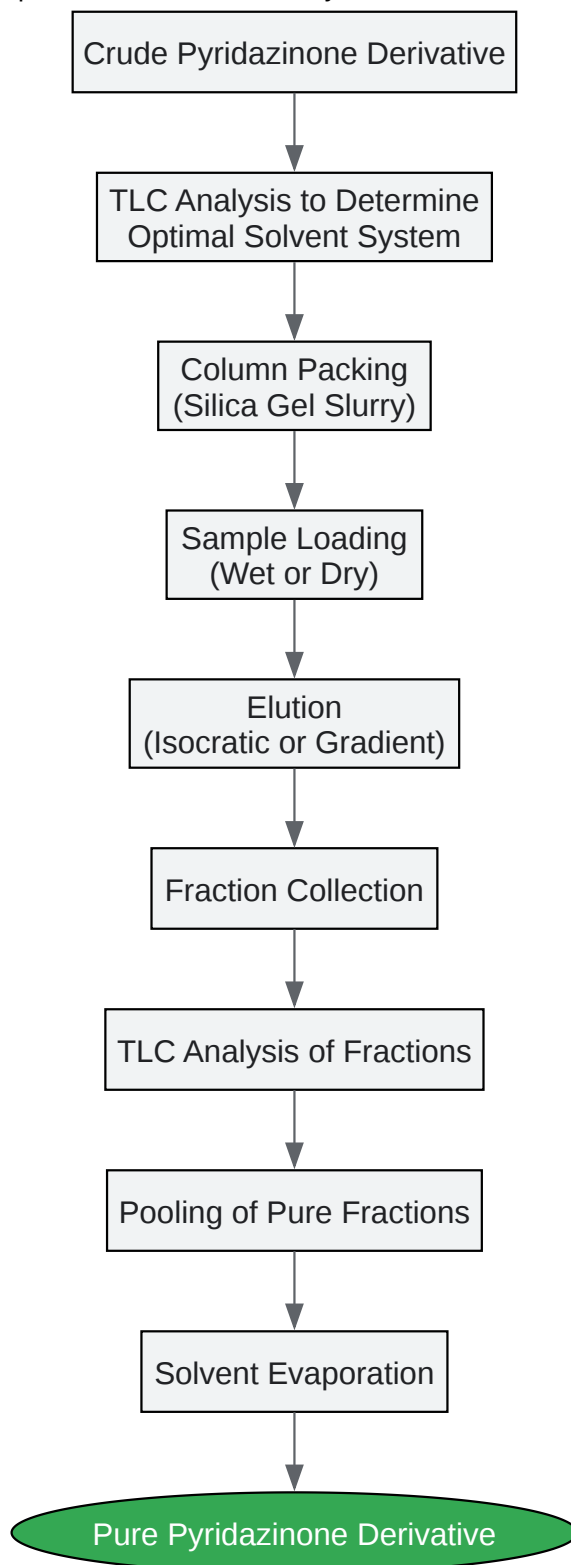 Crude Pyridazinone Derivative
TLC Analysis to Determine
Optimal Solvent System
Column Packing
(Silica Gel Slurry)
Sample Loading
(Wet or Dry)
Elution
(Isocratic or Gradient)
Fraction Collection
TLC Analysis of Fractions
Pooling of Pure Fractions
Solvent Evaporation
Pure Pyridazinone Derivative